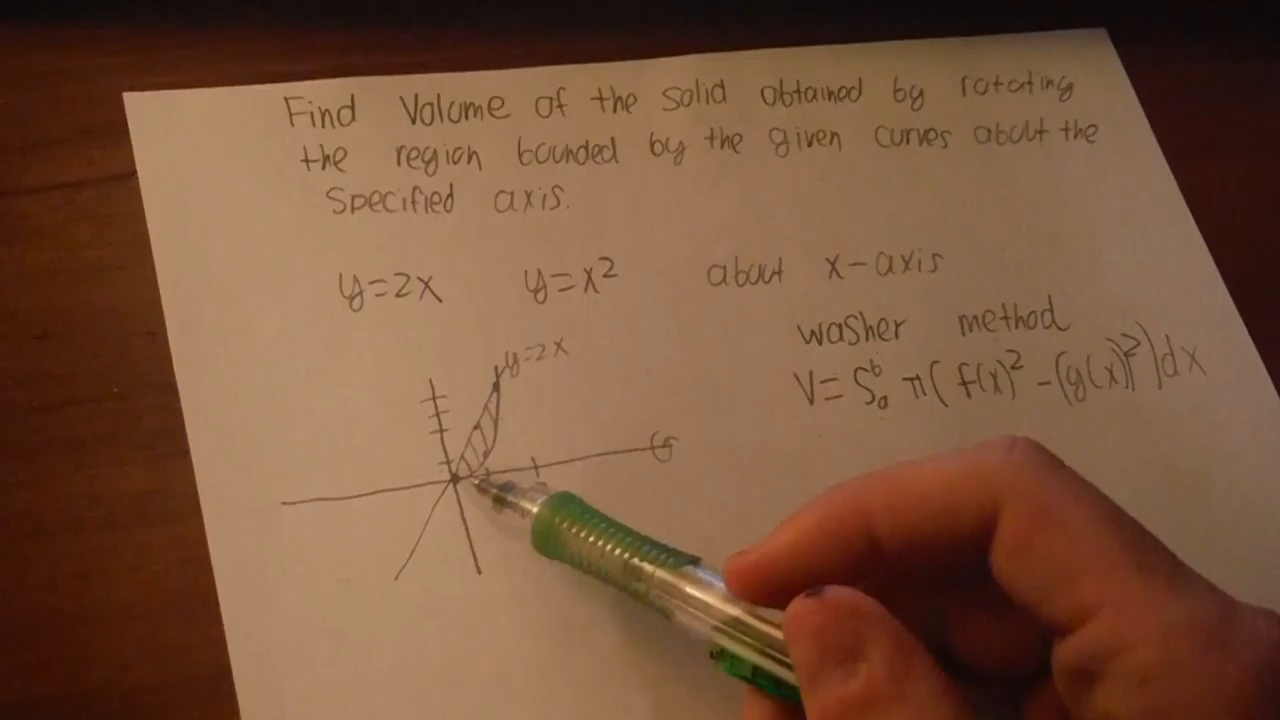 Find Volume of the solid obtained by rotating
the region bounded by the given curves about the
specified axis.
y=2x y=x² about x-axis
washer method
y=2x
V=∫ₐᵇ π(f(x)²-(g(x))²)dx